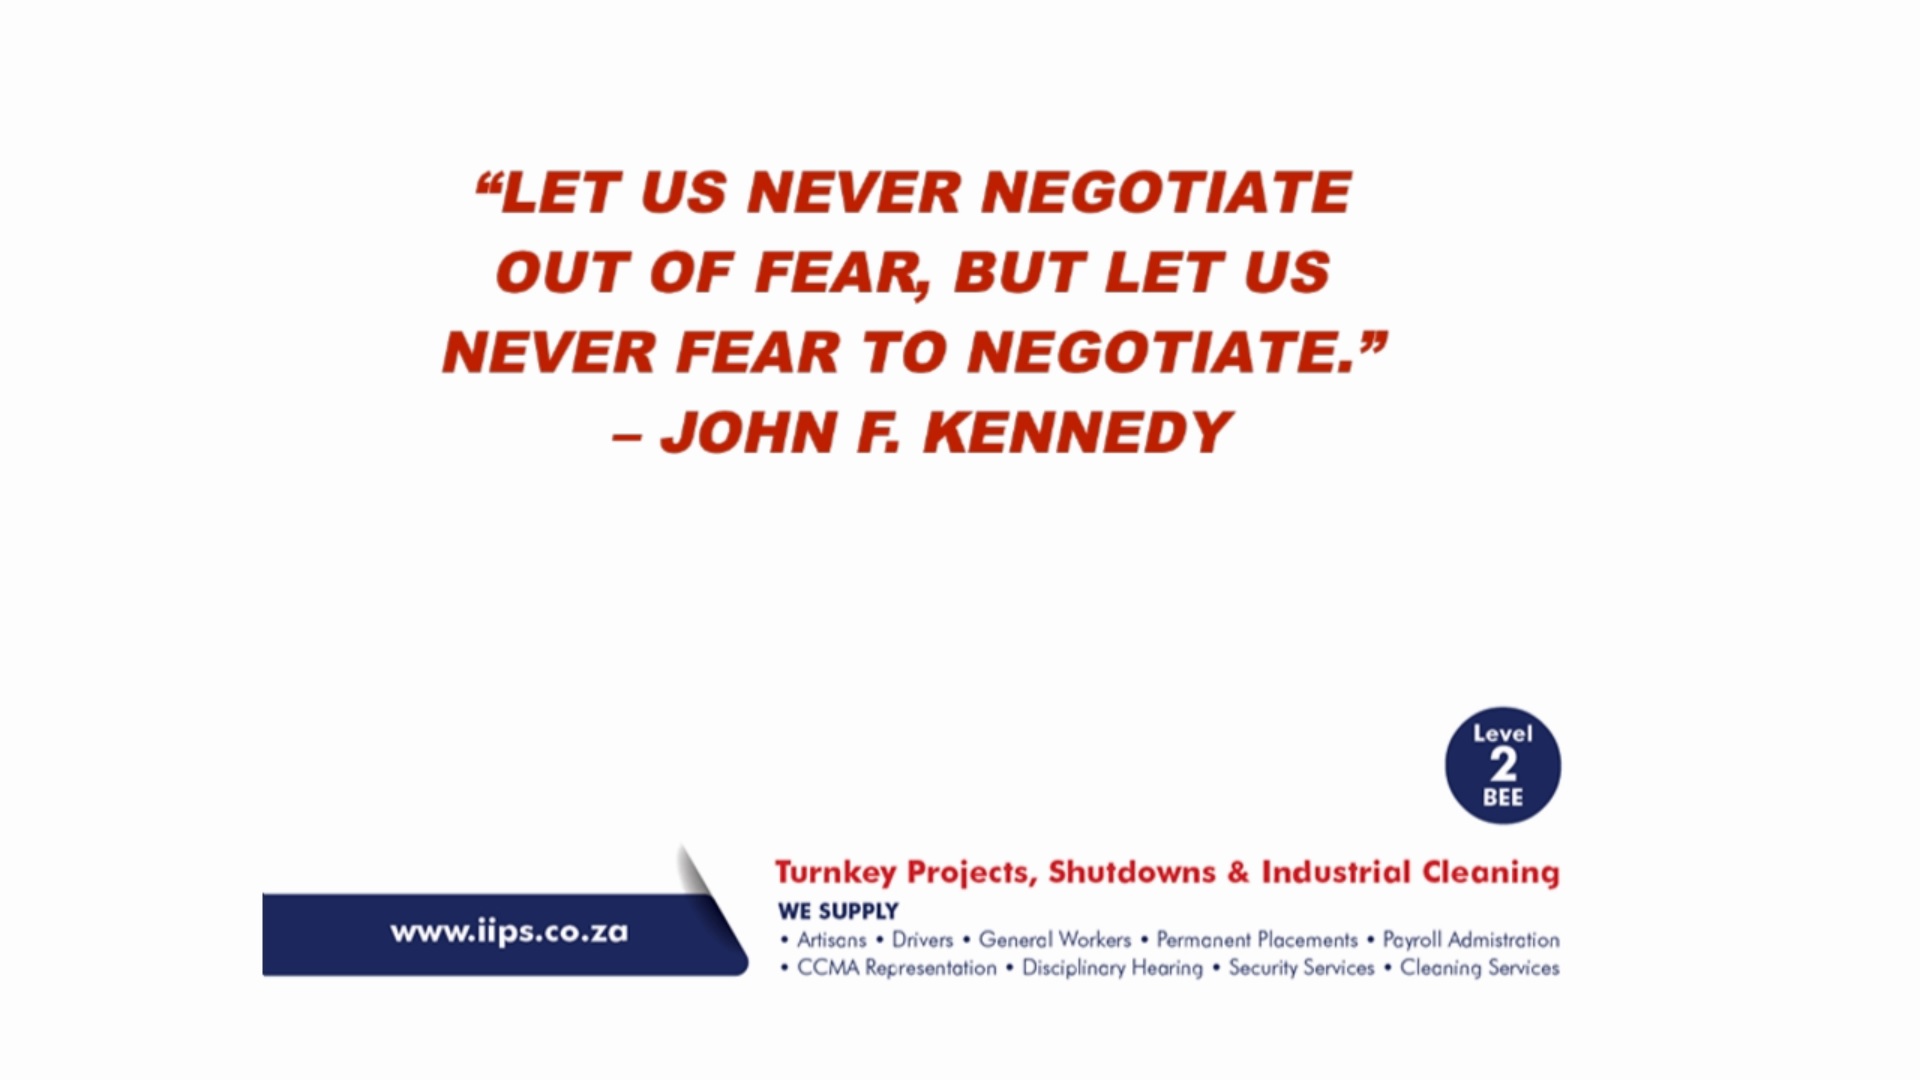 “LET US NEVER NEGOTIATE
OUT OF FEAR, BUT LET US
NEVER FEAR TO NEGOTIATE.”
– JOHN F. KENNEDY
Level
2
BEE
Turnkey Projects, Shutdowns & Industrial Cleaning
WE SUPPLY
• Artisans • Drivers • General Workers • Permanent Placements • Payroll Admistration
• CCMA Representation • Disciplinary Hearing • Security Services • Cleaning Services
www.iips.co.za